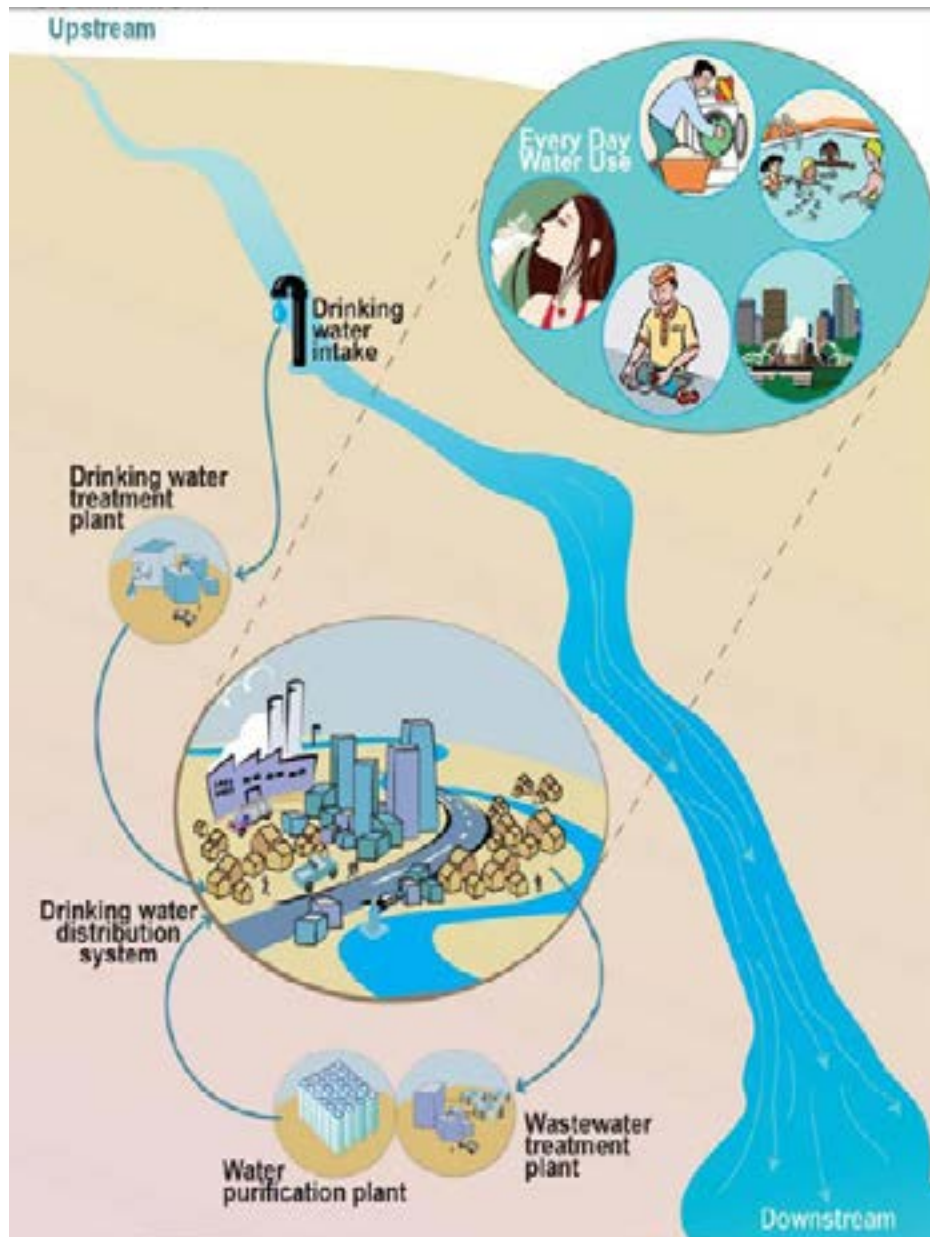 Upstream
Every Day
Water Use
Drinking
water
intake
Drinking water
treatment
plant
Drinking water
distribution
system
Wastewater
treatment
plant
Water
purification plant
Downstream